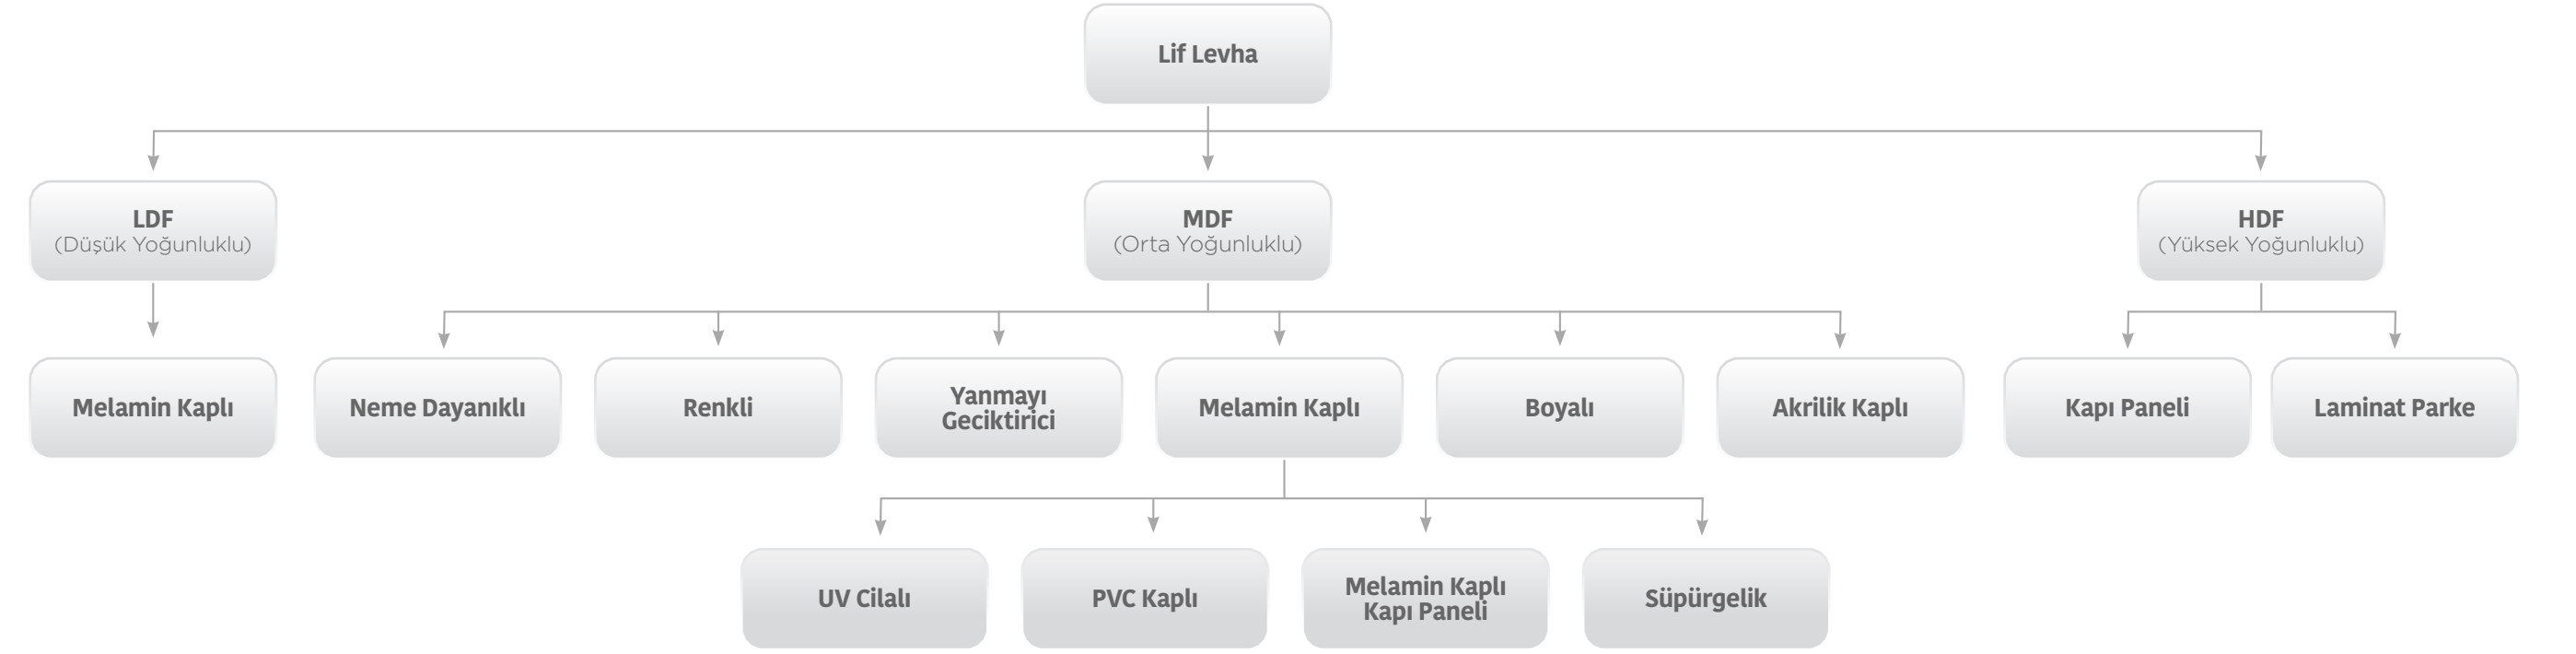 Lif Levha
LDF
(Düşük Yoğunluklu)
MDF
(Orta Yoğunluklu)
HDF
(Yüksek Yoğunluklu)
Melamin Kaplı
Neme Dayanıklı
Renkli
Yanmayı
Geciktirici
Melamin Kaplı
Boyalı
Akrilik Kaplı
Kapı Paneli
Laminat Parke
UV Cilalı
PVC Kaplı
Melamin Kaplı
Kapı Paneli
Süpürgelik